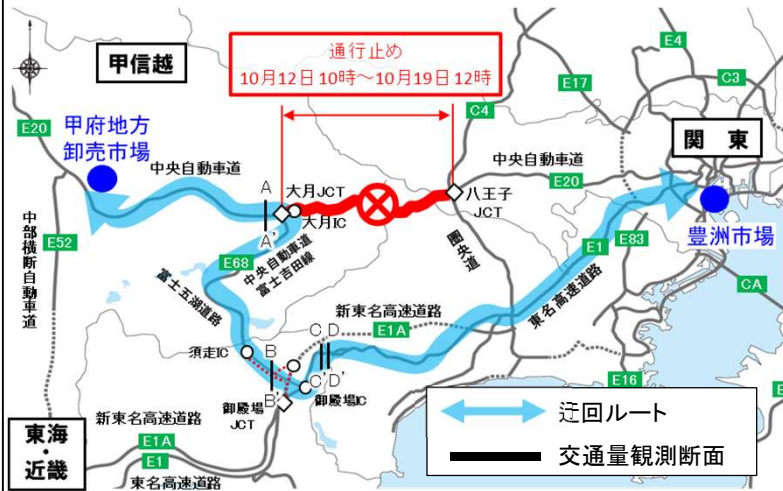 通行止め
10月12日 10時～10月19日 12時
甲信越
E4
E17
C3
C4
E20
甲府地方
卸売市場
中央自動車道
A
大月JCT
大月IC
A'
八王子
JCT
中央自動車道
E20
関 東
豊洲市場
E1
E83
東名高速道路
圏央道
CA
中部横断自動車道
E52
E68
中央自動車道
富士吉田線
富士五湖道路
新東名高速道路
E1A
須走IC
B
B'
C D
C' D'
御殿場IC
御殿場
JCT
E16
新東名高速道路
E1A
E1
東名高速道路
東海
・
近畿
迂回ルート
交通量観測断面